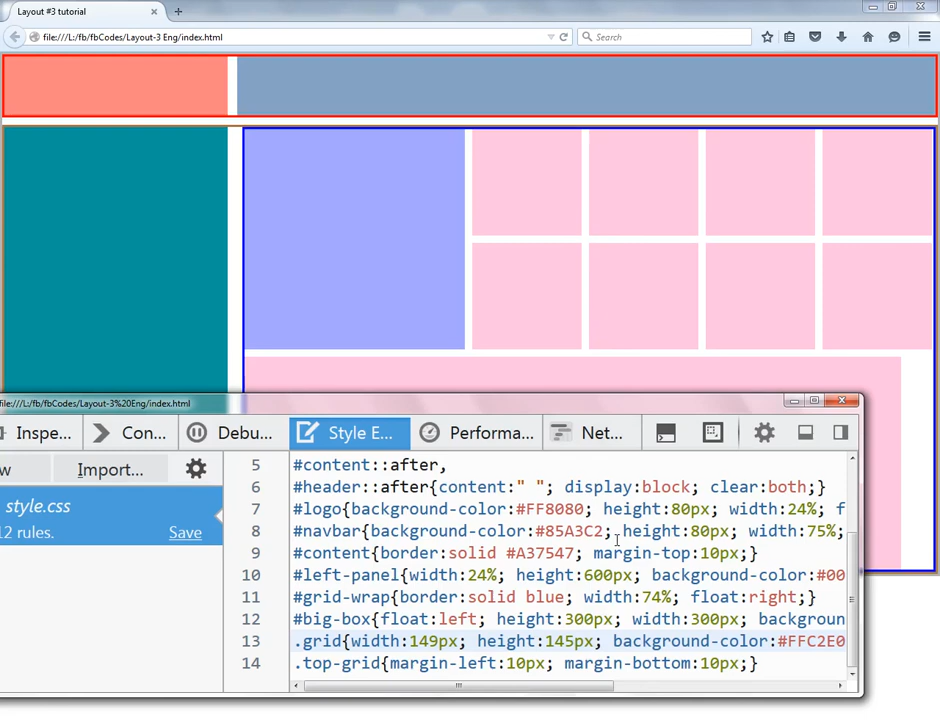 Layout #3 tutorial
file:///L:/fb/fbCodes/Layout-3 Eng/index.html
Search
file:///L:/fb/fbCodes/Layout-3%20Eng/index.html
Inspe...
Con...
Debu...
Style E...
Performa...
Net...
w
Import...
style.css
12 rules.
Save
5 #content::after,
6 #header::after{content:" "; display:block; clear:both;}
7 #logo{background-color:#FF8080; height:80px; width:24%; f
8 #navbar{background-color:#85A3C2; height:80px; width:75%;
9 #content{border:solid #A37547; margin-top:10px;}
10 #left-panel{width:24%; height:600px; background-color:#00
11 #grid-wrap{border:solid blue; width:74%; float:right;}
12 #big-box{float:left; height:300px; width:300px; backgroun
13 .grid{width:149px; height:145px; background-color:#FFC2E0
14 .top-grid{margin-left:10px; margin-bottom:10px;}